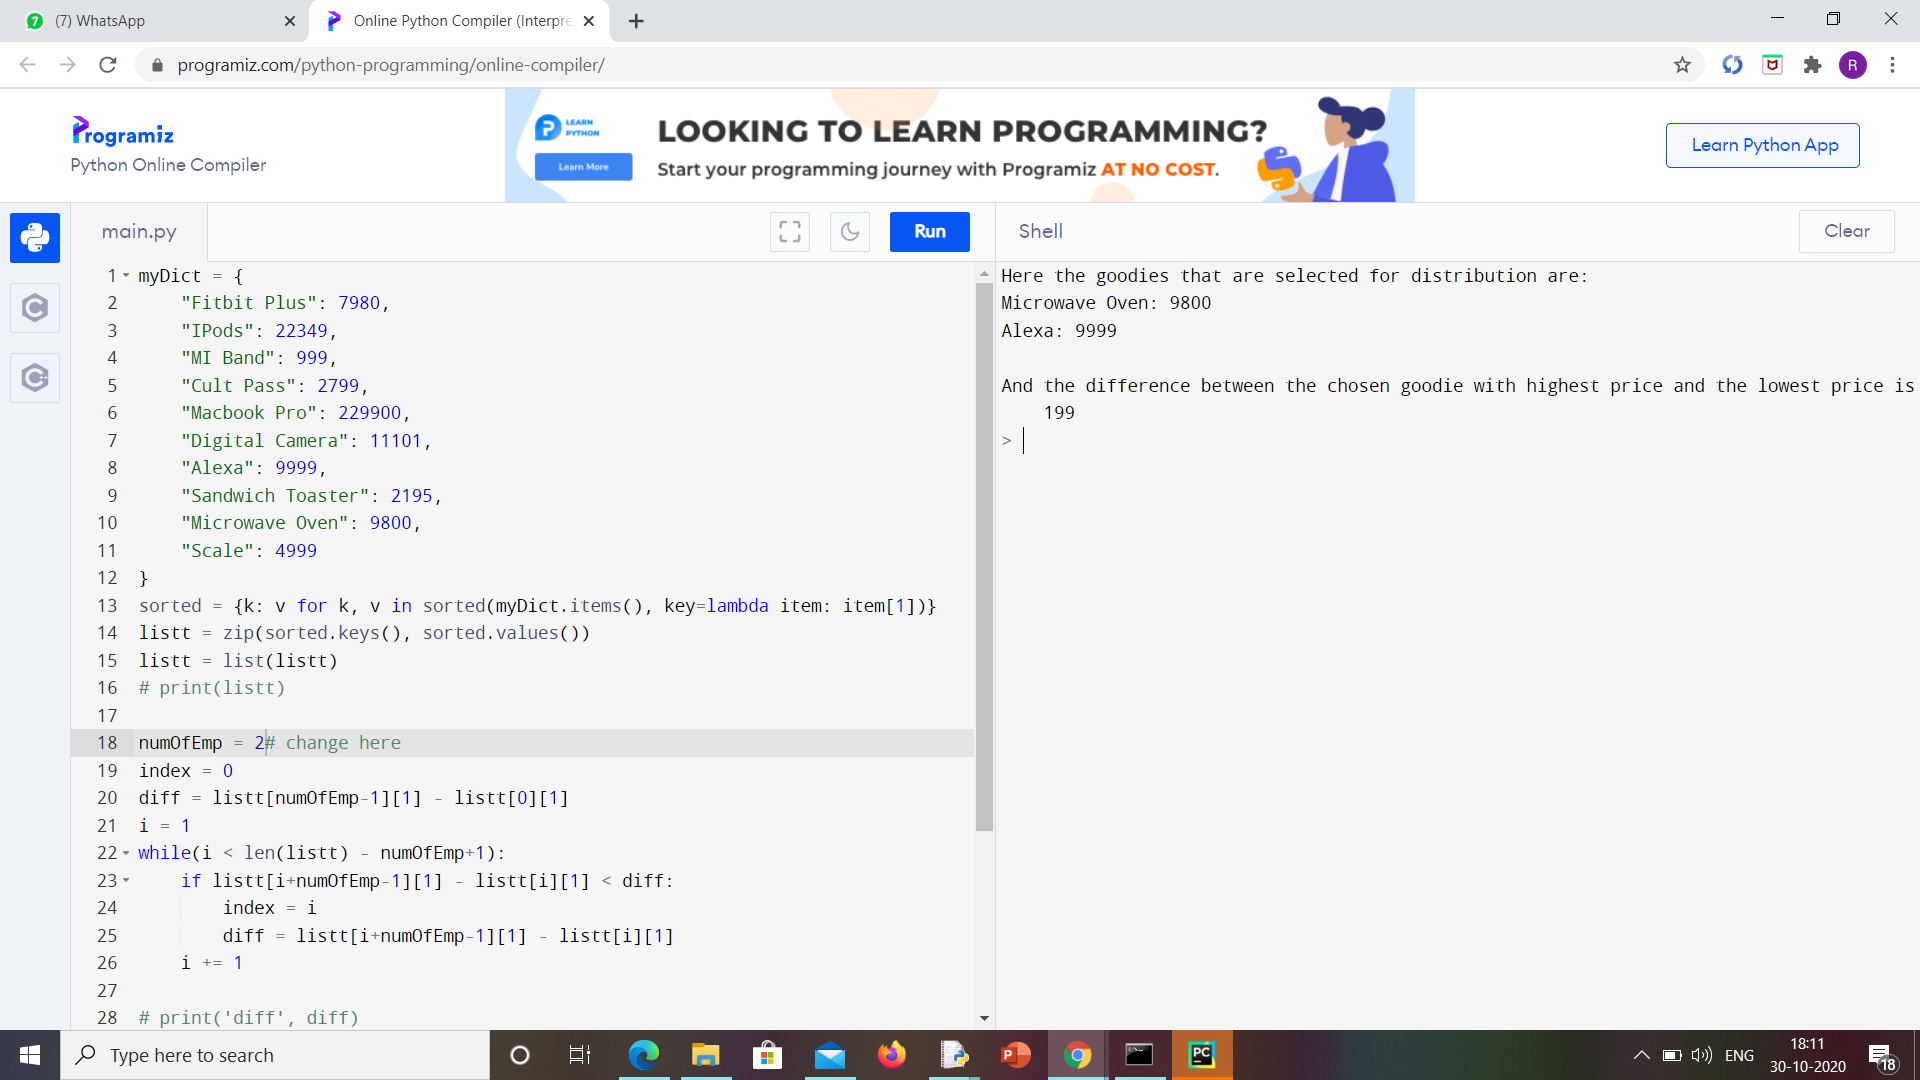 (7) WhatsApp
Online Python Compiler (Interpre
programiz.com/python-programming/online-compiler/
R
Programiz
Python Online Compiler
LEARN PYTHON
Learn More
LOOKING TO LEARN PROGRAMMING?
Start your programming journey with Programiz AT NO COST.
Learn Python App
main.py
Run
Shell
Clear
1 myDict = {
2     "Fitbit Plus": 7980,
3     "IPods": 22349,
4     "MI Band": 999,
5     "Cult Pass": 2799,
6     "Macbook Pro": 229900,
7     "Digital Camera": 11101,
8     "Alexa": 9999,
9     "Sandwich Toaster": 2195,
10     "Microwave Oven": 9800,
11     "Scale": 4999
12 }
13 sorted = {k: v for k, v in sorted(myDict.items(), key=lambda item: item[1])}
14 listt = zip(sorted.keys(), sorted.values())
15 listt = list(listt)
16 # print(listt)
17
18 numOfEmp = 2# change here
19 index = 0
20 diff = listt[numOfEmp-1][1] - listt[0][1]
21 i = 1
22 while(i < len(listt) - numOfEmp+1):
23     if listt[i+numOfEmp-1][1] - listt[i][1] < diff:
24         index = i
25         diff = listt[i+numOfEmp-1][1] - listt[i][1]
26     i += 1
27
28 # print('diff', diff)
Here the goodies that are selected for distribution are:
Microwave Oven: 9800
Alexa: 9999
And the difference between the chosen goodie with highest price and the lowest price is
199
>
Type here to search
ENG
18:11
30-10-2020
18